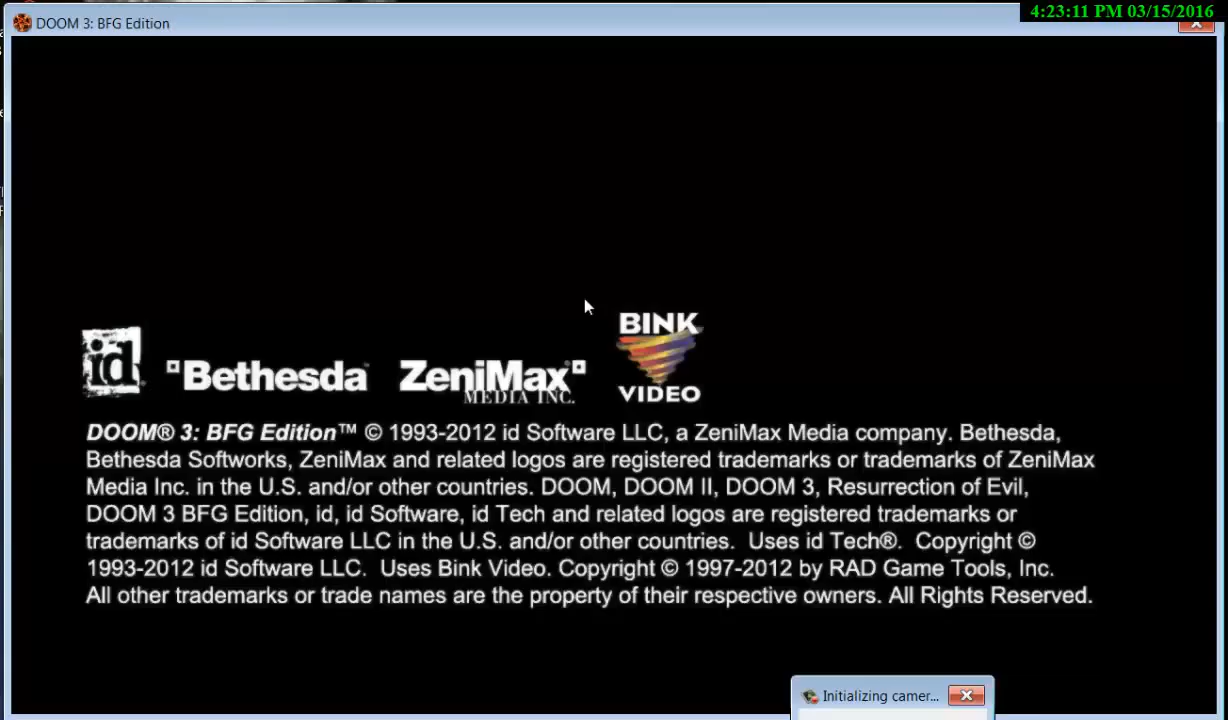 4:23:11 PM 03/15/2016
DOOM 3: BFG Edition
id
Bethesda
ZeniMax
MEDIA INC.
BINK
VIDEO
DOOM® 3: BFG Edition™ © 1993-2012 id Software LLC, a ZeniMax Media company. Bethesda,
Bethesda Softworks, ZeniMax and related logos are registered trademarks or trademarks of ZeniMax
Media Inc. in the U.S. and/or other countries. DOOM, DOOM II, DOOM 3, Resurrection of Evil,
DOOM 3 BFG Edition, id, id Software, id Tech and related logos are registered trademarks or
trademarks of id Software LLC in the U.S. and/or other countries.  Uses id Tech®.  Copyright ©
1993-2012 id Software LLC.  Uses Bink Video. Copyright © 1997-2012 by RAD Game Tools, Inc.
All other trademarks or trade names are the property of their respective owners. All Rights Reserved.
Initializing camer...